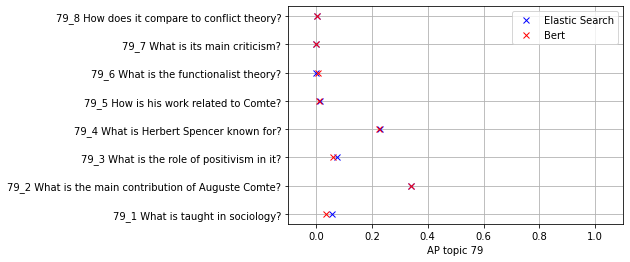 79_8 How does it compare to conflict theory?
79_7 What is its main criticism?
79_6 What is the functionalist theory?
79_5 How is his work related to Comte?
79_4 What is Herbert Spencer known for?
79_3 What is the role of positivism in it?
79_2 What is the main contribution of Auguste Comte?
79_1 What is taught in sociology?
Elastic Search
Bert
0.0 0.2 0.4 0.6 0.8 1.0
AP topic 79